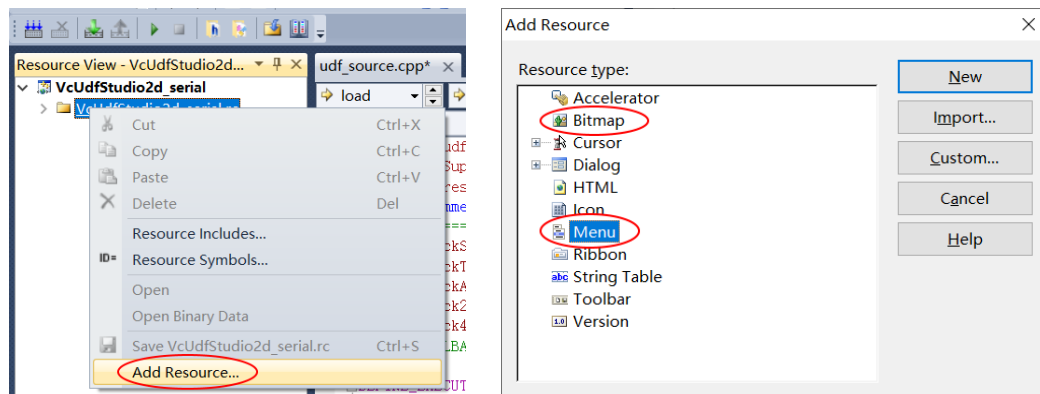 Resource View - VcUdfStudio2d...
VcUdfStudio2d_serial
VcUdfStudio2d_serial.rc
Cut Ctrl+X
Copy Ctrl+C
Paste Ctrl+V
Delete Del
Resource Includes...
ID= Resource Symbols...
Open
Open Binary Data
Save VcUdfStudio2d_serial.rc Ctrl+S
Add Resource...
udf_source.cpp*
load
Add Resource
Resource type:
Accelerator
Bitmap
Cursor
Dialog
HTML
Icon
Menu
Ribbon
abc String Table
Toolbar
1.0 Version
New
Import...
Custom...
Cancel
Help